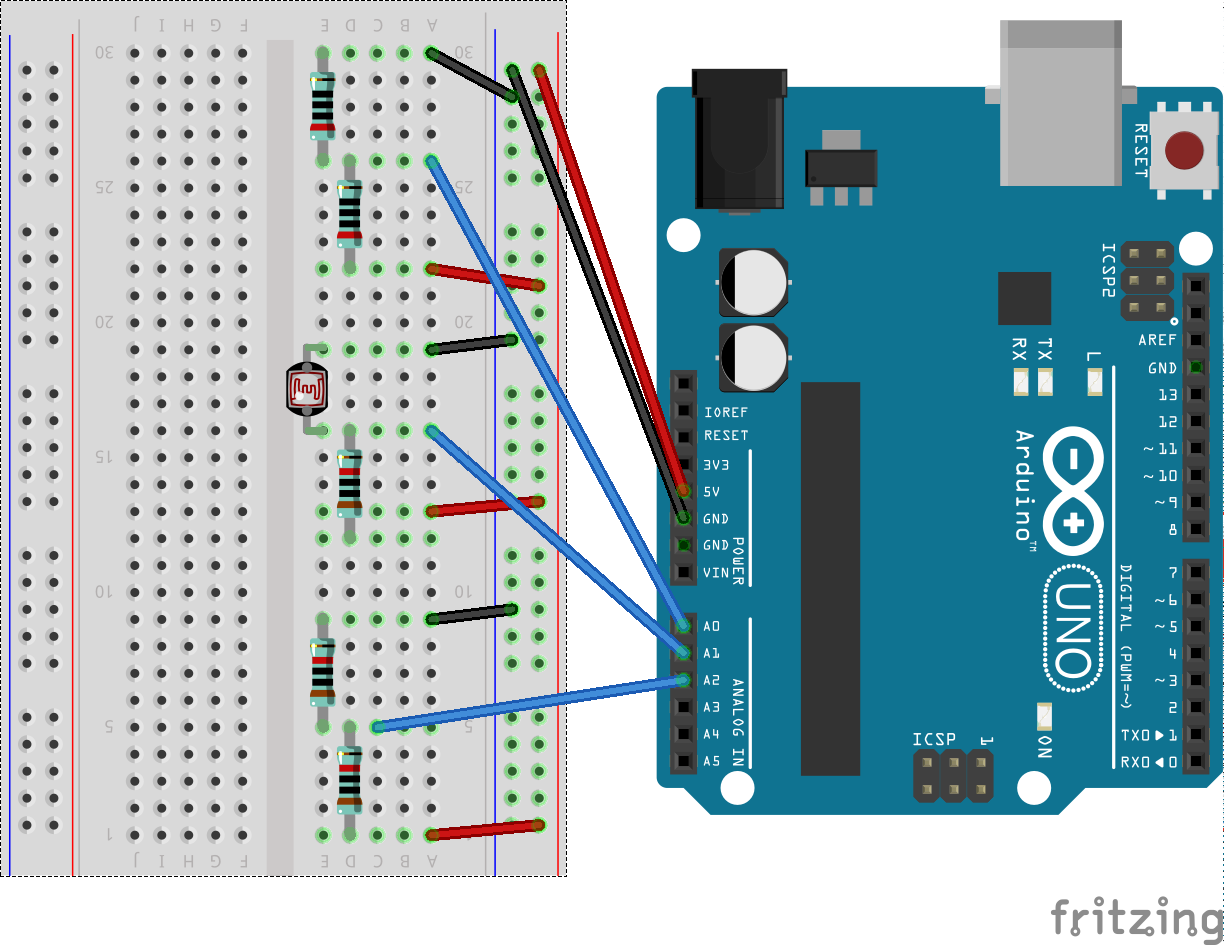 J I H G F E D C B A
30 30
25 25
20 20
15 15
10 10
5 5
1 1
J I H G F E D C B A
RESET
ICSP2
IOREF
RESET
3V3
5V
GND
GND
VIN
POWER
A0
A1
A2
A3
A4
A5
ANALOG IN
RX TX L
AREF
GND
13
12
~11
~10
~9
8
7
~6
~5
4
~3
2
TX0▶1
RX0◀0
DIGITAL (PWM=~)
Arduino™
UNO
ON
ICSP 1
fritzing